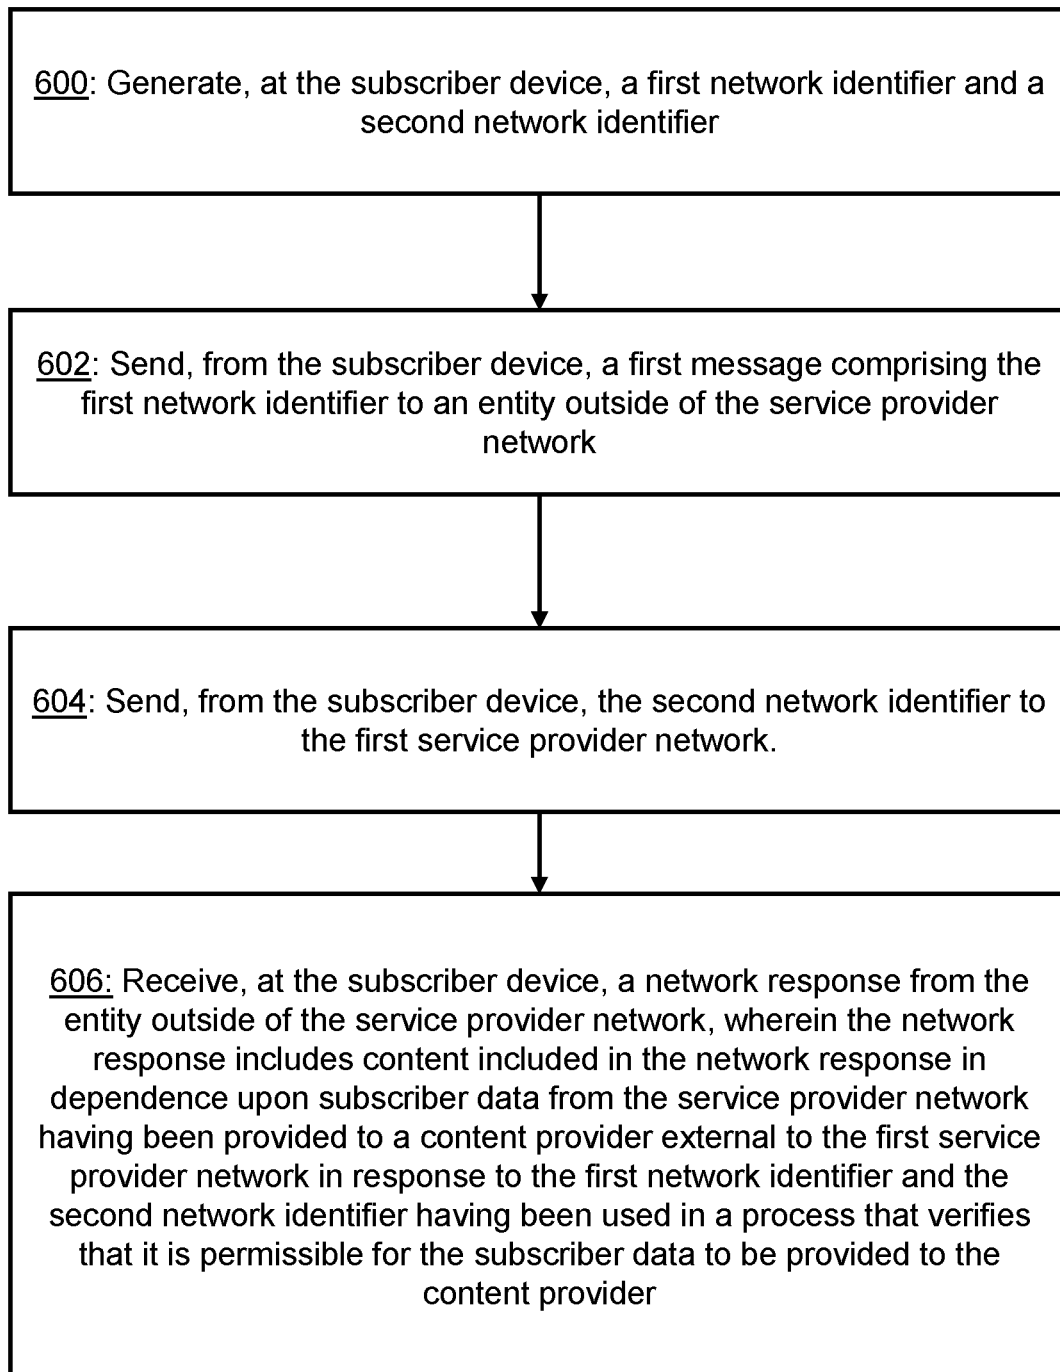 600: Generate, at the subscriber device, a first network identifier and a
second network identifier
602: Send, from the subscriber device, a first message comprising the
first network identifier to an entity outside of the service provider
network
604: Send, from the subscriber device, the second network identifier to
the first service provider network.
606: Receive, at the subscriber device, a network response from the
entity outside of the service provider network, wherein the network
response includes content included in the network response in
dependence upon subscriber data from the service provider network
having been provided to a content provider external to the first service
provider network in response to the first network identifier and the
second network identifier having been used in a process that verifies
that it is permissible for the subscriber data to be provided to the
content provider